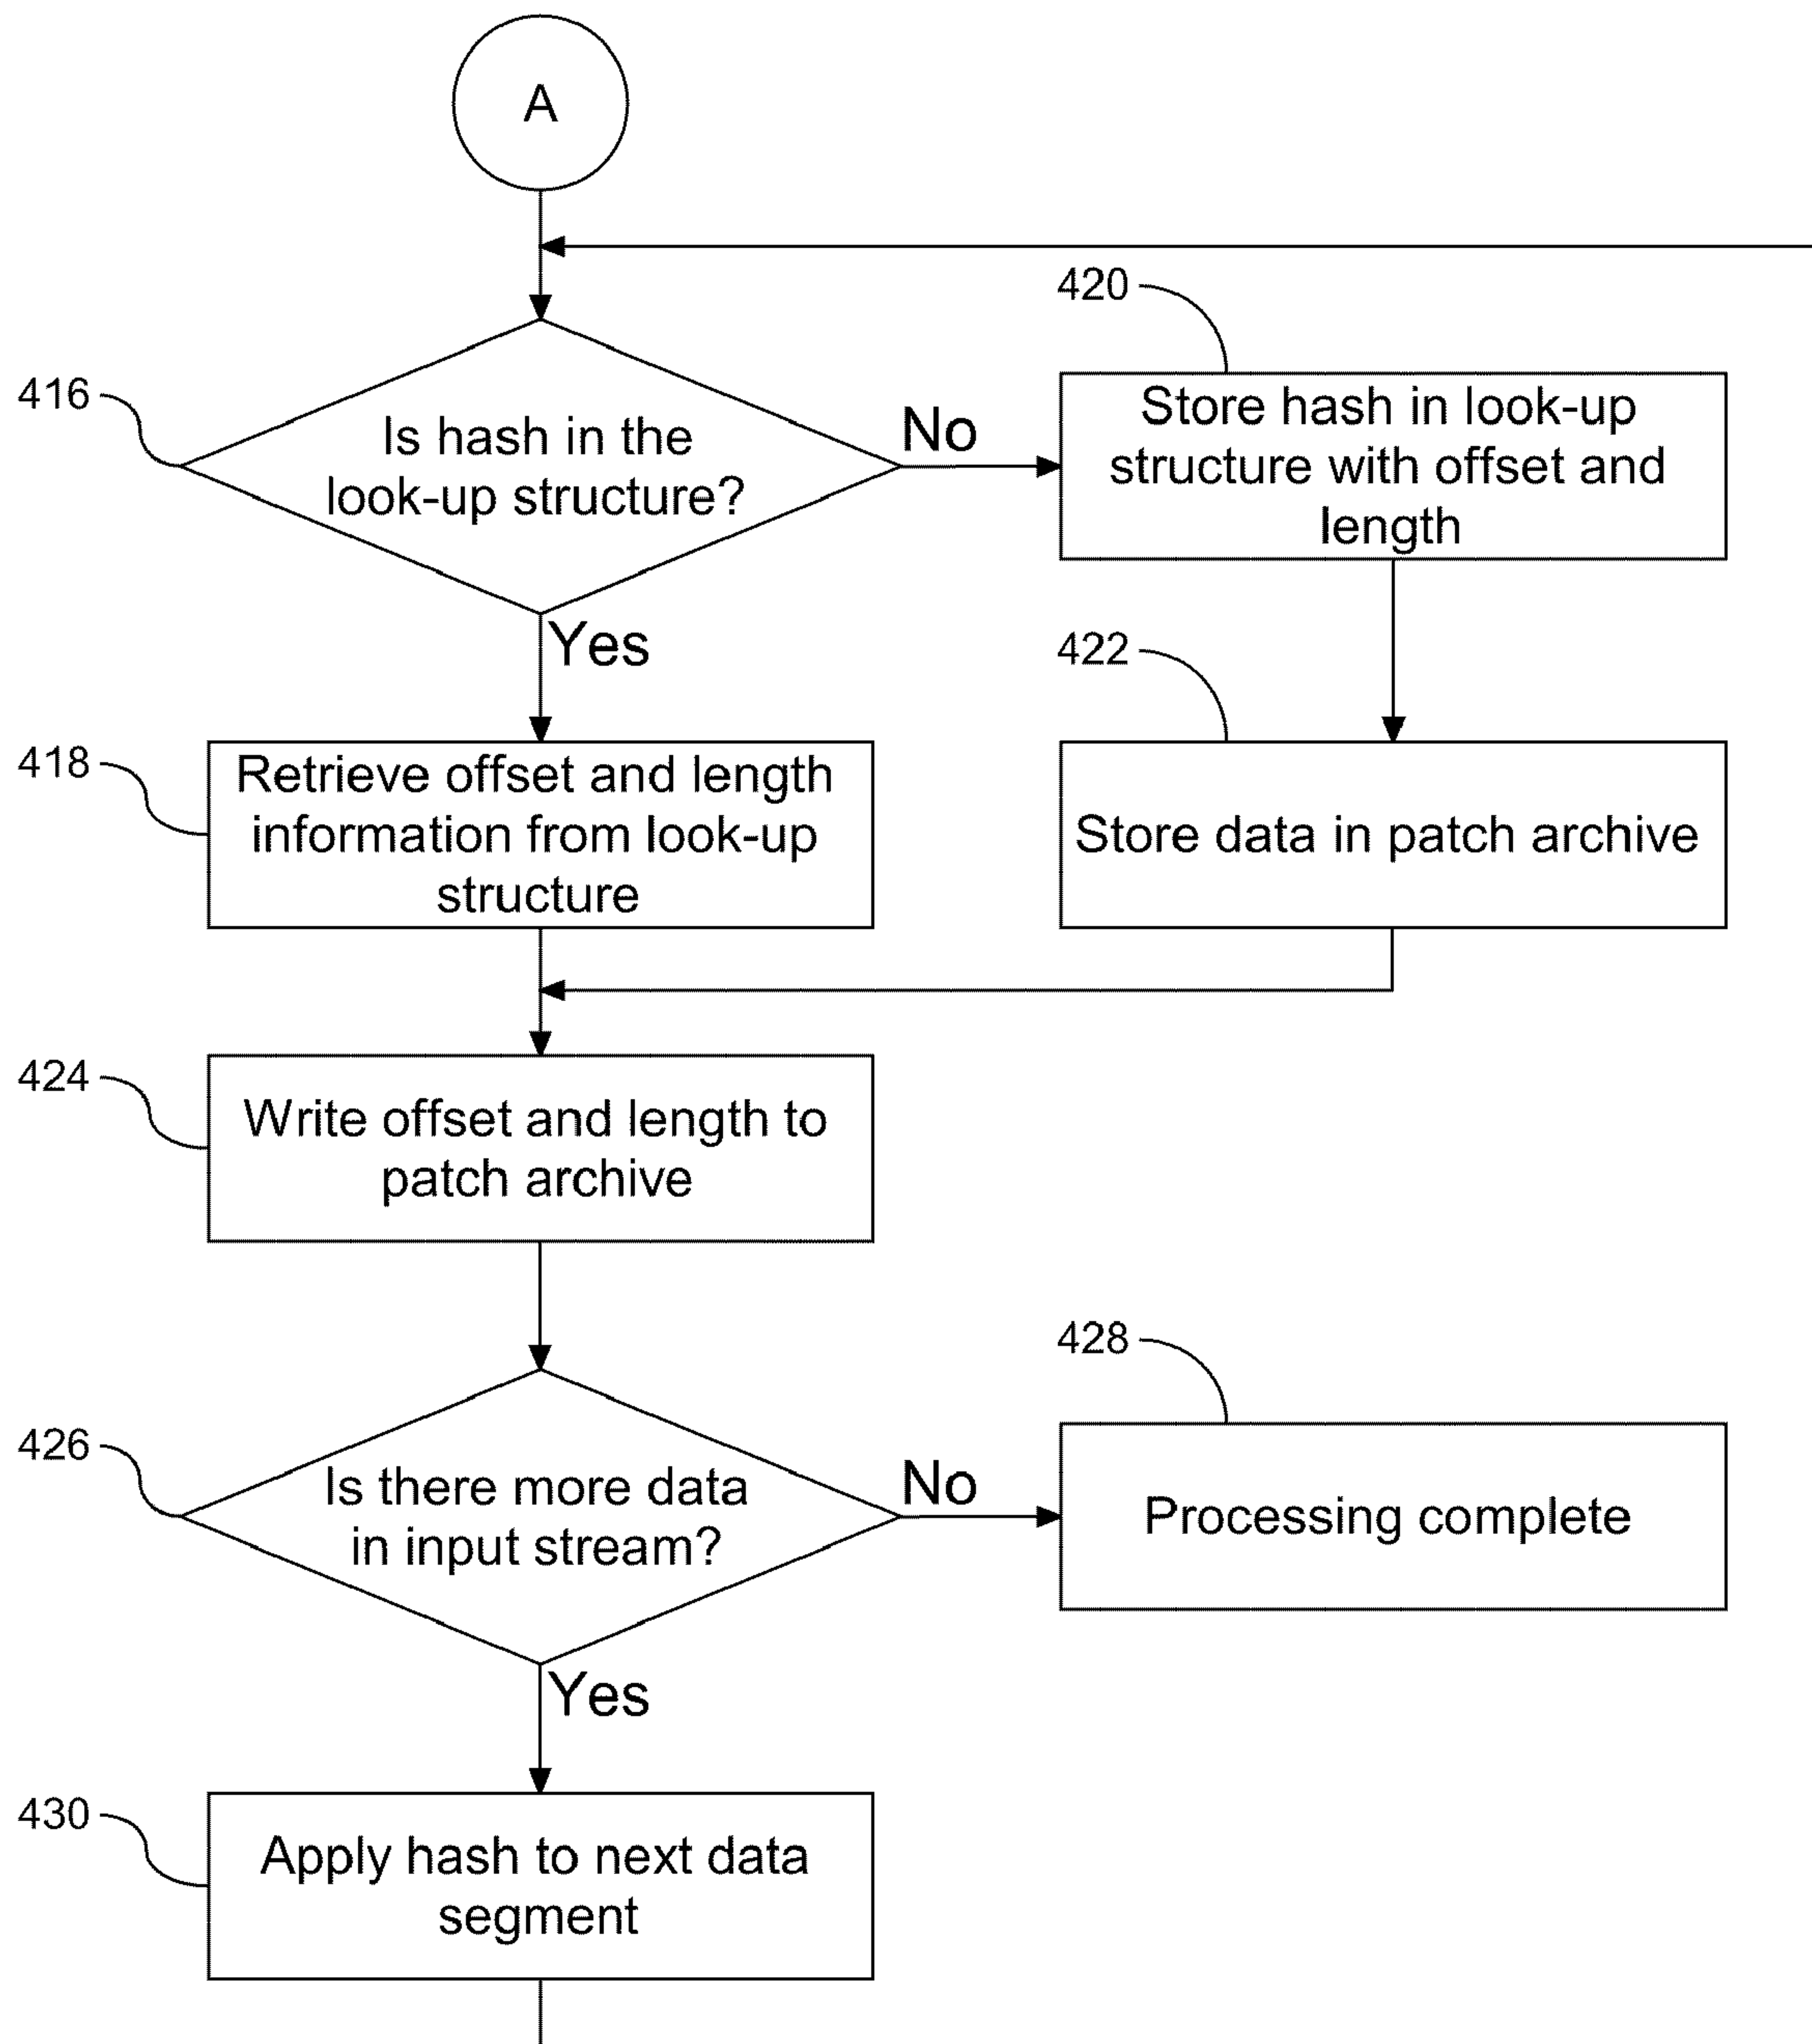 A
420
416
Is hash in the
look-up structure?
No
Store hash in look-up
structure with offset and
length
Yes
422
418
Retrieve offset and length
information from look-up
structure
Store data in patch archive
424
Write offset and length to
patch archive
428
426
Is there more data
in input stream?
No
Processing complete
Yes
430
Apply hash to next data
segment